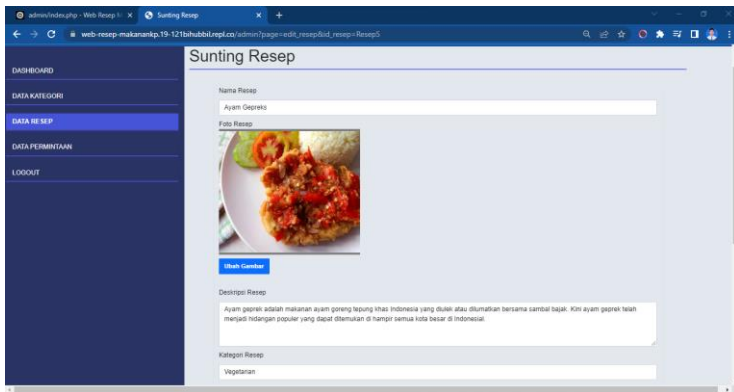 admin/index.php - Web Resep
Sunting Resep
web-resep-makanankp.19-121bihubbil.repl.co/admin?page=edit_resep&id_resep=Resep5
Sunting Resep
DASHBOARD
DATA KATEGORI
DATA RESEP
DATA PERMINTAAN
LOGOUT
Nama Resep
Ayam Gepreks
Foto Resep
Ubah Gambar
Deskripsi Resep
Ayam geprek adalah makanan ayam goreng tepung khas Indonesia yang diulek atau dilumatkan bersama sambal bajak. Kini ayam geprek telah
menjadi hidangan populer yang dapat ditemukan di hampir semua kota besar di Indonesial.
Kategori Resep
Vegetarian